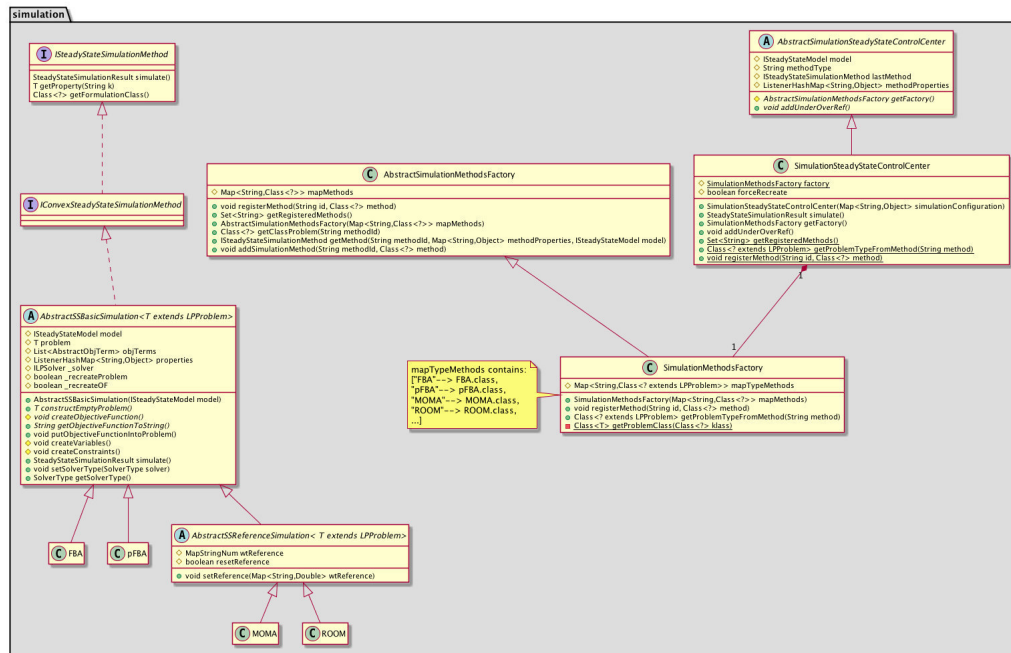 simulation
I ISteadyStateSimulationMethod
SteadyStateSimulationResult simulate()
T getProperty(String k)
Class<?> getFormulationClass()
A AbstractSimulationSteadyStateControlCenter
ISteadyStateModel model
String methodType
ISteadyStateSimulationMethod lastMethod
ListenerHashMap<String,Object> methodProperties
AbstractSimulationMethodsFactory getFactory()
void addUnderOverRef()
I IConvexSteadyStateSimulationMethod
C AbstractSimulationMethodsFactory
Map<String,Class<?>> mapMethods
void registerMethod(String id, Class<?> method)
Set<String> getRegisteredMethods()
AbstractSimulationMethodsFactory(Map<String,Class<?>> mapMethods)
Class<?> getClassProblem(String methodId)
ISteadyStateSimulationMethod getMethod(String methodId, Map<String,Object> methodProperties, ISteadyStateModel model)
void addSimulationMethod(String methodId, Class<?> method)
C SimulationSteadyStateControlCenter
SimulationMethodsFactory factory
boolean forceRecreate
SimulationSteadyStateControlCenter(Map<String,Object> simulationConfiguration)
SteadyStateSimulationResult simulate()
SimulationMethodsFactory getFactory()
void addUnderOverRef()
Set<String> getRegisteredMethods()
Class<? extends LPProblem> getProblemTypeFromMethod(String method)
void registerMethod(String id, Class<?> method)
1
1
A AbstractSSBasicSimulation<T extends LPProblem>
ISteadyStateModel model
T problem
List<AbstractObjTerm> objTerms
ListenerHashMap<String,Object> properties
ILPSolver _solver
boolean _recreateProblem
boolean _recreateOF
AbstractSSBasicSimulation(ISteadyStateModel model)
T constructEmptyProblem()
void createObjectiveFunction()
String getObjectiveFunctionToString()
void putObjectiveFunctionIntoProblem()
void createVariables()
void createConstraints()
SteadyStateSimulationResult simulate()
void setSolverType(SolverType solver)
SolverType getSolverType()
mapTypeMethods contains:
["FBA"--> FBA.class,
"pFBA"--> pFBA.class,
"MOMA"--> MOMA.class,
"ROOM"--> ROOM.class,
...]
C SimulationMethodsFactory
Map<String,Class<? extends LPProblem>> mapTypeMethods
SimulationMethodsFactory(Map<String,Class<?>> mapMethods)
void registerMethod(String id, Class<?> method)
Class<? extends LPProblem> getProblemTypeFromMethod(String method)
Class<T> getProblemClass(Class<?> klass)
C FBA
C pFBA
A AbstractSSReferenceSimulation< T extends LPProblem>
MapStringNum wtReference
boolean resetReference
void setReference(Map<String,Double> wtReference)
C MOMA
C ROOM